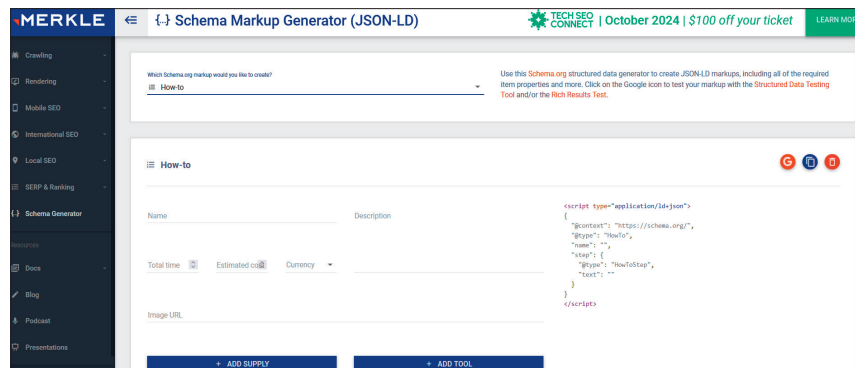 MERKLE
{..} Schema Markup Generator (JSON-LD)
TECH SEO
CONNECT | October 2024 | $100 off your ticket
LEARN MOR
Crawling
Rendering
Mobile SEO
International SEO
Local SEO
SERP & Ranking
{..} Schema Generator
Resources
Docs
Blog
Podcast
Presentations
Which Schema.org markup would you like to create?
How-to
Use this Schema.org structured data generator to create JSON-LD markups, including all of the required
item properties and more. Click on the Google icon to test your markup with the Structured Data Testing
Tool and/or the Rich Results Test.
How-to
G
Name
Description
Total time
Estimated cost
Currency
Image URL
+ ADD SUPPLY
+ ADD TOOL
<script type="application/ld+json">
{
"@context": "https://schema.org/",
"@type": "HowTo",
"name": "",
"step": {
"@type": "HowToStep",
"text": ""
}
}
</script>